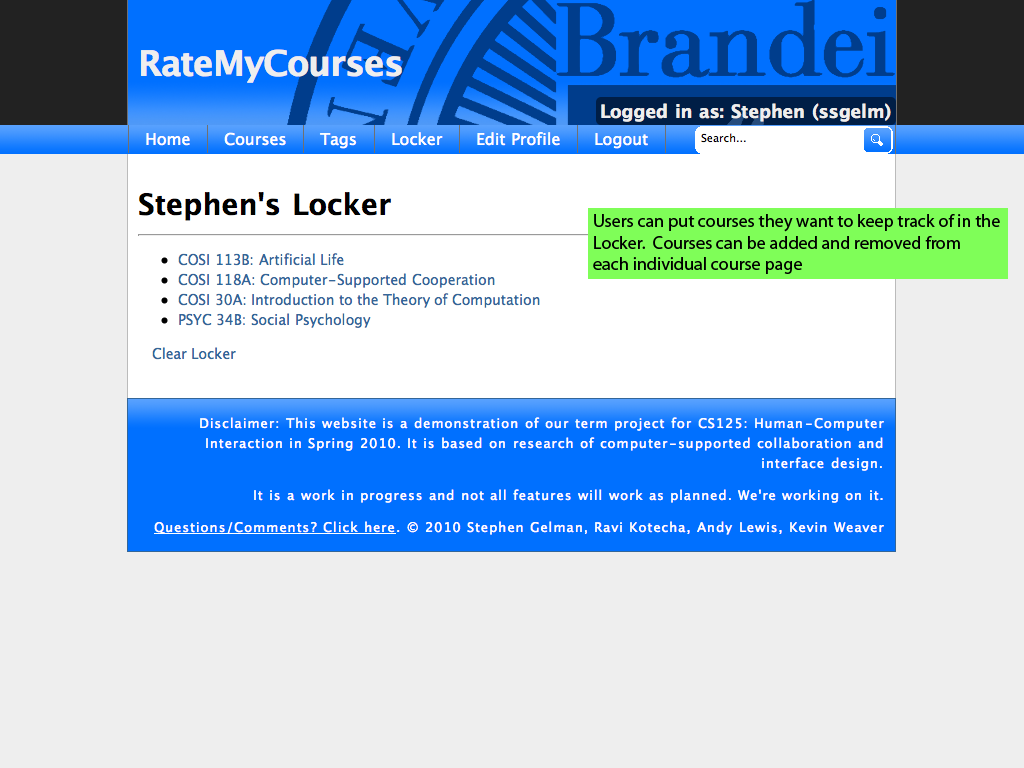 Brandei
RateMyCourses
Logged in as: Stephen (ssgelm)
Home Courses Tags Locker Edit Profile Logout Search...
Stephen's Locker
Users can put courses they want to keep track of in the
Locker. Courses can be added and removed from
each individual course page
COSI 113B: Artificial Life
COSI 118A: Computer-Supported Cooperation
COSI 30A: Introduction to the Theory of Computation
PSYC 34B: Social Psychology
Clear Locker
Disclaimer: This website is a demonstration of our term project for CS125: Human-Computer
Interaction in Spring 2010. It is based on research of computer-supported collaboration and
interface design.
It is a work in progress and not all features will work as planned. We're working on it.
Questions/Comments? Click here. © 2010 Stephen Gelman, Ravi Kotecha, Andy Lewis, Kevin Weaver